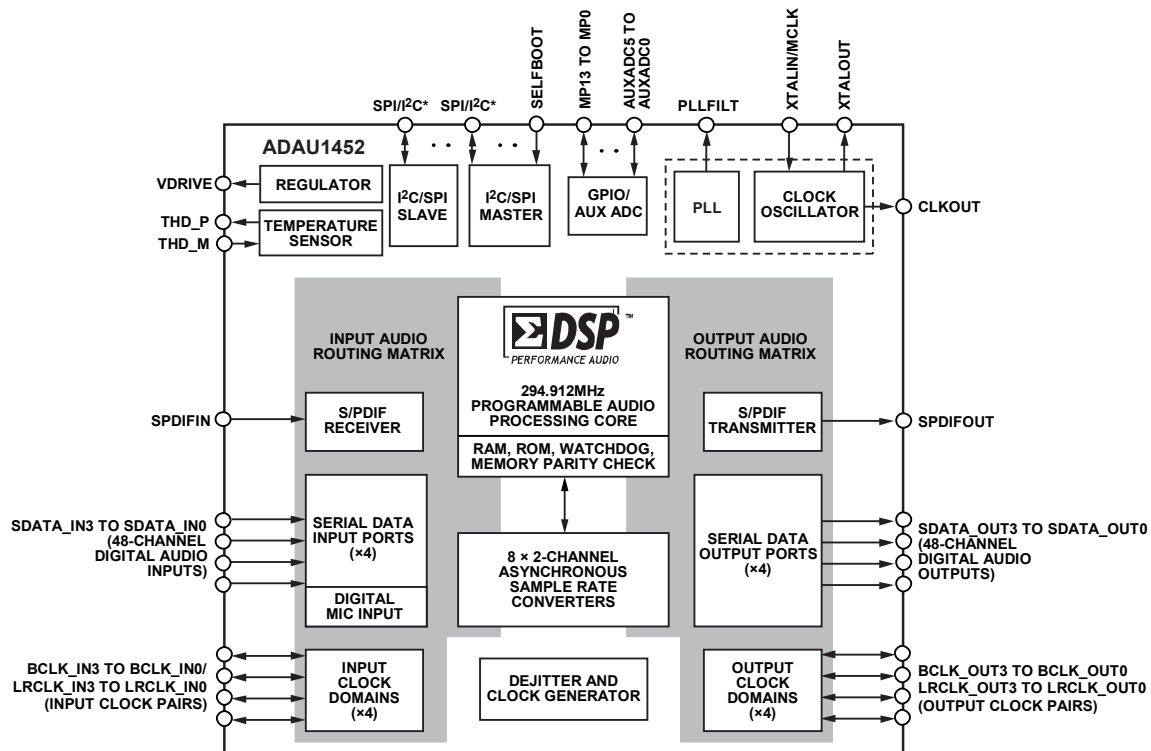 SELFBOOT
MP13 TO MP0
AUXADC5 TO
AUXADC0
XTALIN/MCLK
XTALOUT
SPI/I2C*
SPI/I2C*
PLLFILT
ADAU1452
VDRIVE
REGULATOR
THD_P
THD_M
TEMPERATURE
SENSOR
I2C/SPI
SLAVE
I2C/SPI
MASTER
GPIO/
AUX ADC
PLL
CLOCK
OSCILLATOR
CLKOUT
INPUT AUDIO
ROUTING MATRIX
ΣDSP™
PERFORMANCE AUDIO
294.912MHz
PROGRAMMABLE AUDIO
PROCESSING CORE
RAM, ROM, WATCHDOG,
MEMORY PARITY CHECK
OUTPUT AUDIO
ROUTING MATRIX
SPDIFIN
S/PDIF
RECEIVER
S/PDIF
TRANSMITTER
SPDIFOUT
SDATA_IN3 TO SDATA_IN0
(48-CHANNEL
DIGITAL AUDIO
INPUTS)
SERIAL DATA
INPUT PORTS
(×4)
DIGITAL
MIC INPUT
8 × 2-CHANNEL
ASYNCHRONOUS
SAMPLE RATE
CONVERTERS
SERIAL DATA
OUTPUT PORTS
(×4)
SDATA_OUT3 TO SDATA_OUT0
(48-CHANNEL
DIGITAL AUDIO
OUTPUTS)
BCLK_IN3 TO BCLK_IN0/
LRCLK_IN3 TO LRCLK_IN0
(INPUT CLOCK PAIRS)
INPUT
CLOCK
DOMAINS
(×4)
DEJITTER AND
CLOCK GENERATOR
OUTPUT
CLOCK
DOMAINS
(×4)
BCLK_OUT3 TO BCLK_OUT0
LRCLK_OUT3 TO LRCLK_OUT0
(OUTPUT CLOCK PAIRS)